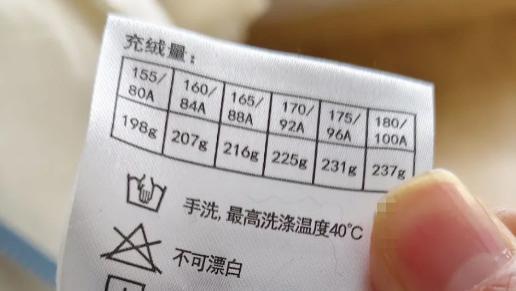 充绒量：
155/ 160/ 165/ 170/ 175/ 180/
80A 84A 88A 92A 96A 100A
198g 207g 216g 225g 231g 237g
手洗,最高洗涤温度40℃
不可漂白